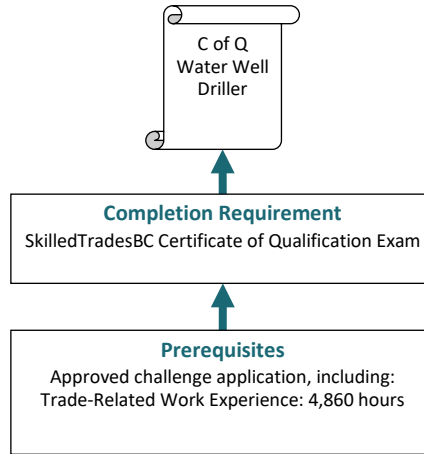 C of Q
Water Well
Driller
Completion Requirement
SkilledTradesBC Certificate of Qualification Exam
Prerequisites
Approved challenge application, including:
Trade-Related Work Experience: 4,860 hours